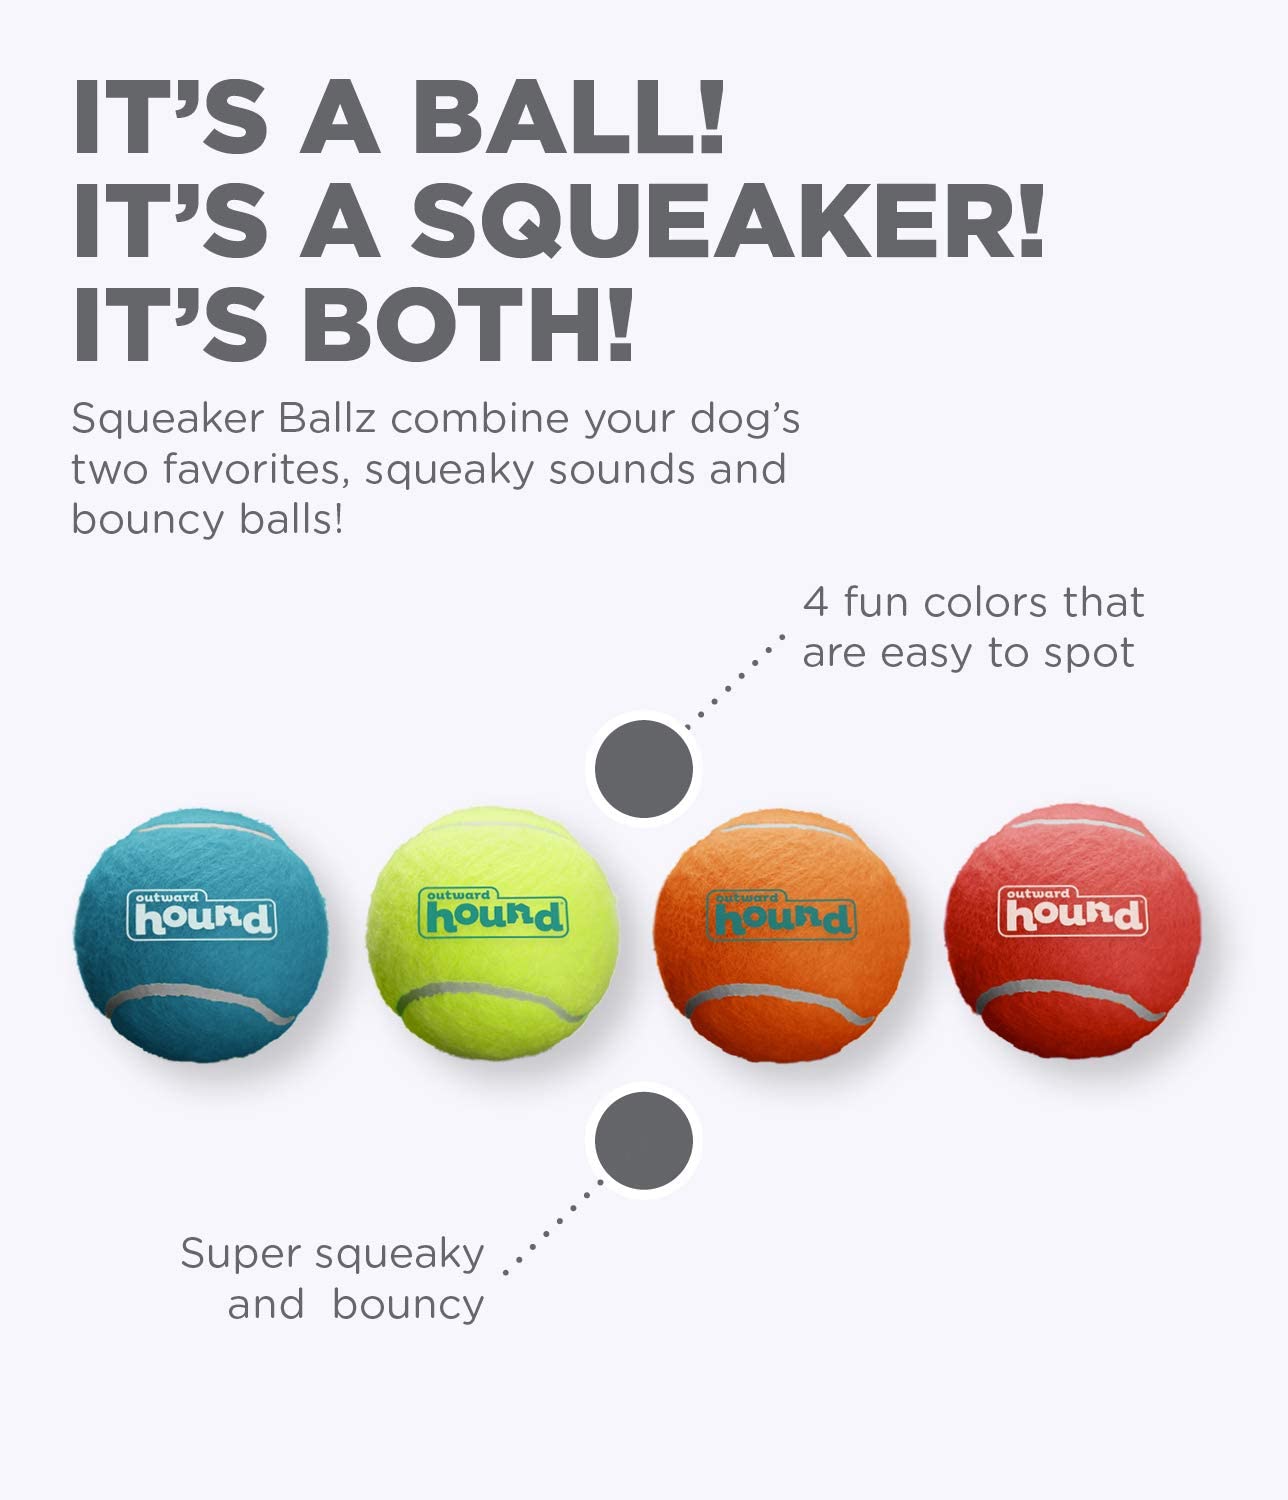 IT’S A BALL!
IT’S A SQUEAKER!
IT’S BOTH!
Squeaker Ballz combine your dog’s
two favorites, squeaky sounds and
bouncy balls!
4 fun colors that
are easy to spot
outward
hound
outward
hound
outward
hound
outward
hound
Super squeaky
and bouncy